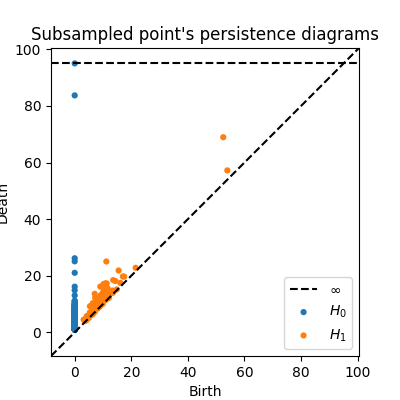 Subsampled point's persistence diagrams
100
80
60
40
20
0
Death
0 20 40 60 80 100
Birth
∞
H₀
H₁